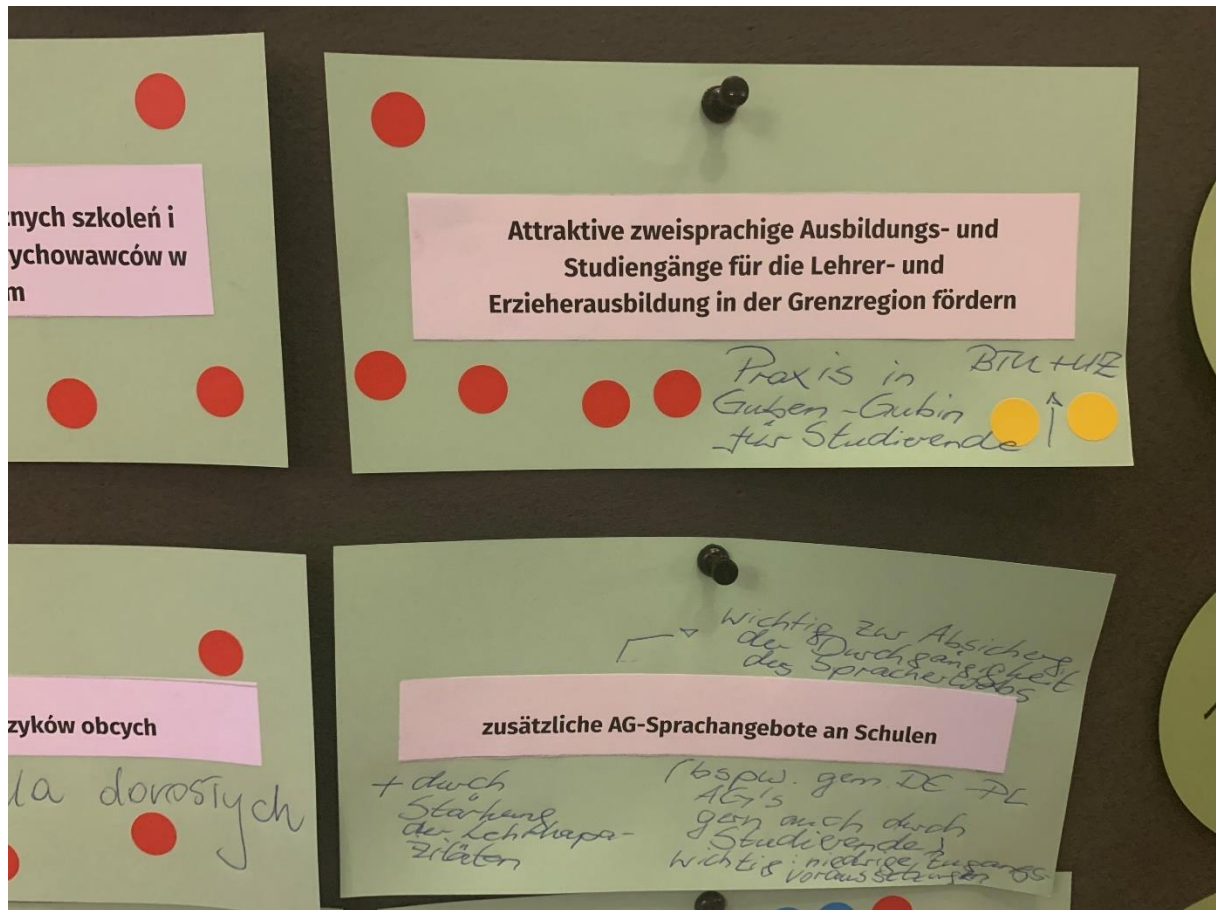 nych szkoleń i
ychowawców w
m
Attraktive zweisprachige Ausbildungs- und
Studiengänge für die Lehrer- und
Erzieherausbildung in der Grenzregion fördern
Praxis in
Guben-Gubin
für Studierende
BTU + UZ
zyków obcych
la dorosłych
wichtig zur Absicherg
der Durchgängigkeit
des Spracherwerbs
zusätzliche AG-Sprachangebote an Schulen
+ durch
Stärkung
der Lehrkapa-
zitäten
(bspw. gem. DE-PL
AG's
gern auch durch
Studierende)
wichtig: niedrige Zugangs-
voraussetzungen